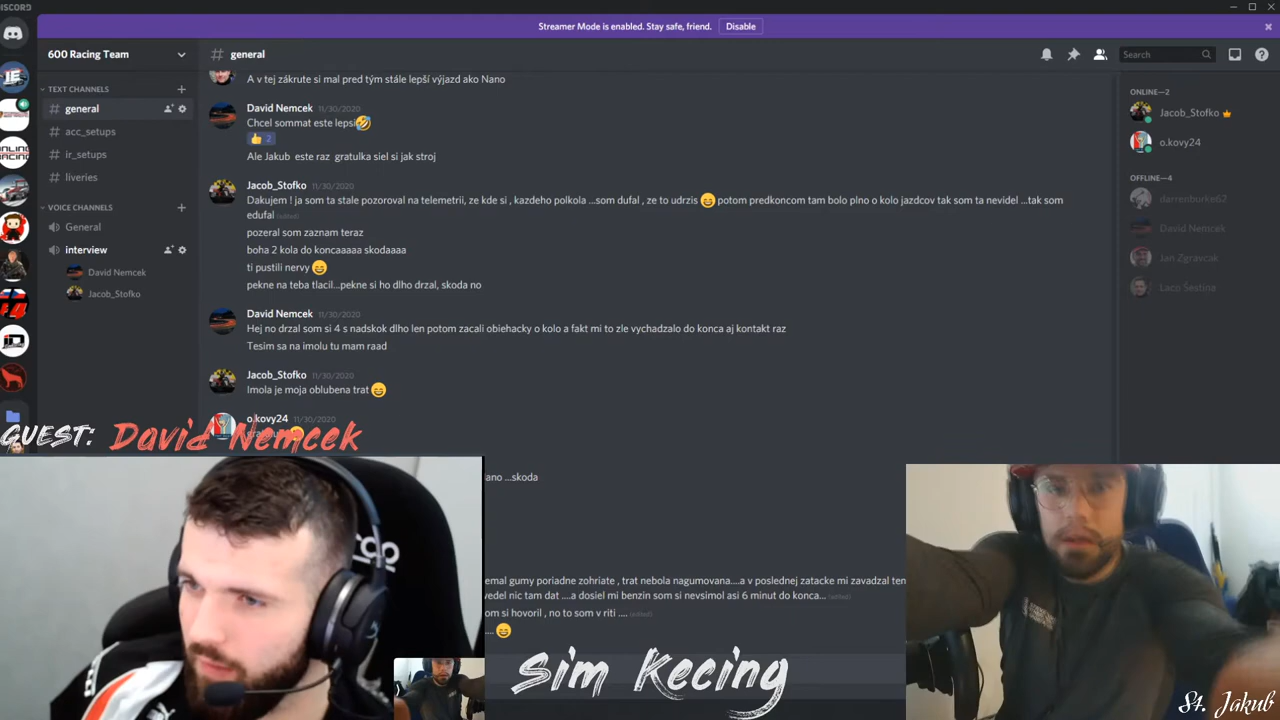 DISCORD
Streamer Mode is enabled. Stay safe, friend. Disable
600 Racing Team
# general
Search
TEXT CHANNELS
# general
# acc_setups
# ir_setups
# liveries
VOICE CHANNELS
General
interview
David Nemcek
Jacob_Stofko
A v tej zákrute si mal pred tým stále lepší výjazd ako Nano
David Nemcek 11/30/2020
Chcel sommat este lepsi🤣
👍 2
Ale Jakub este raz gratulka siel si jak stroj
Jacob_Stofko 11/30/2020
Dakujem ! ja som ta stale pozoroval na telemetrii, ze kde si , kazdeho polkola ...som dufal , ze to udrzis 😄 potom predkoncom tam bolo plno o kolo jazdcov tak som ta nevidel ...tak som
edufal (edited)
pozeral som zaznam teraz
boha 2 kola do koncaaaaa skodaaaa
ti pustili nervy 😄
pekne na teba tlacil...pekne si ho dlho drzal, skoda no
David Nemcek 11/30/2020
Hej no drzal som si 4 s nadskok dlho len potom zacali obiehacky o kolo a fakt mi to zle vychadzalo do konca aj kontakt raz
Tesim sa na imolu tu mam raad
Jacob_Stofko 11/30/2020
Imola je moja oblubena trat 😄
o.kovy24 11/30/2020
ano ...skoda
emal gumy poriadne zohriate , trat nebola nagumovana....a v poslednej zatacke mi zavadzal ten
vedel nic tam dat ....a dosiel mi benzin som si nevsimol asi 6 minut do konca... (edited)
om si hovoril , no to som v riti .... (edited)
.... 😄
ONLINE—2
Jacob_Stofko
o.kovy24
OFFLINE—4
darrenburke62
David Nemcek
Jan Zgravcak
Laco Šestina
GUEST: David Nemcek
Sim Kecing
St. Jakub